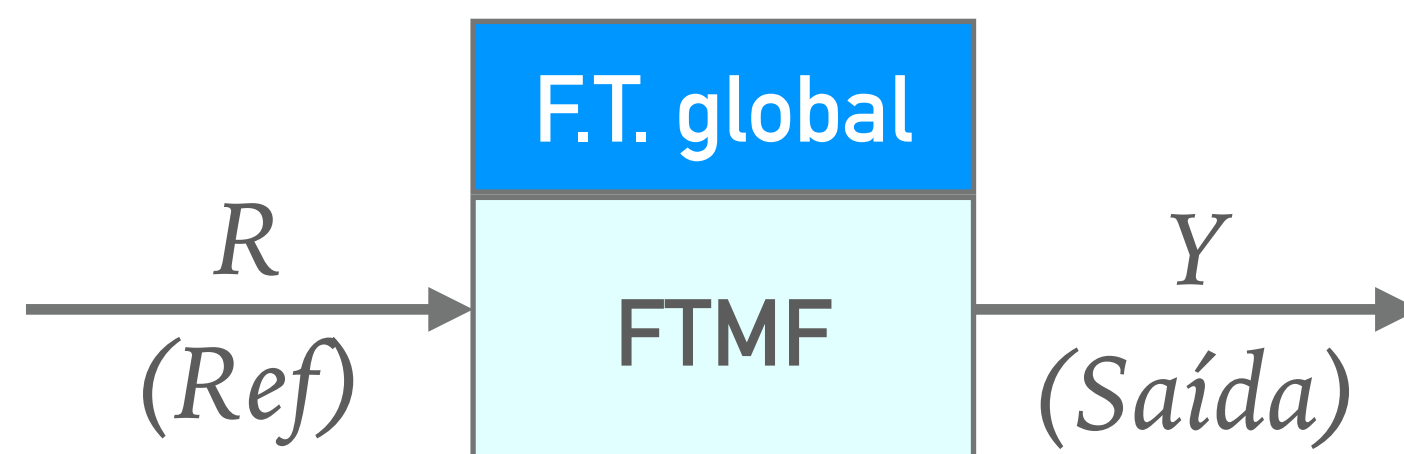 F.T. global
R
(Ref)
FTMF
Y
(Saída)